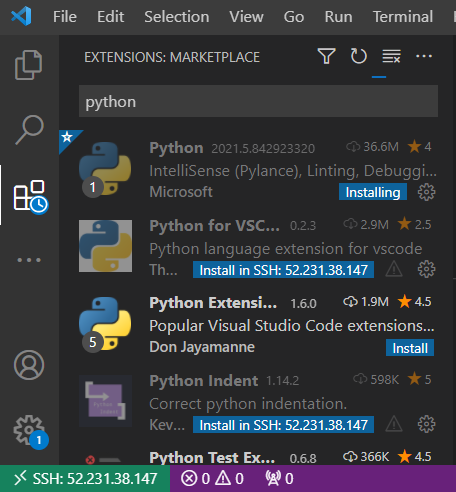 File Edit Selection View Go Run Terminal
EXTENSIONS: MARKETPLACE
python
Python 2021.5.842923320 36.6M 4
IntelliSense (Pylance), Linting, Debuggi...
1
Microsoft Installing
Python for VSC... 0.2.3 2.9M 2.5
Python language extension for vscode
Th... Install in SSH: 52.231.38.147
Python Extensi... 1.6.0 1.9M 4.5
Popular Visual Studio Code extensions...
5
Don Jayamanne Install
Python Indent 1.14.2 598K 5
Correct python indentation.
Kev... Install in SSH: 52.231.38.147
1
Python Test Ex... 0.6.8 366K 4.5
SSH: 52.231.38.147 0 0 0